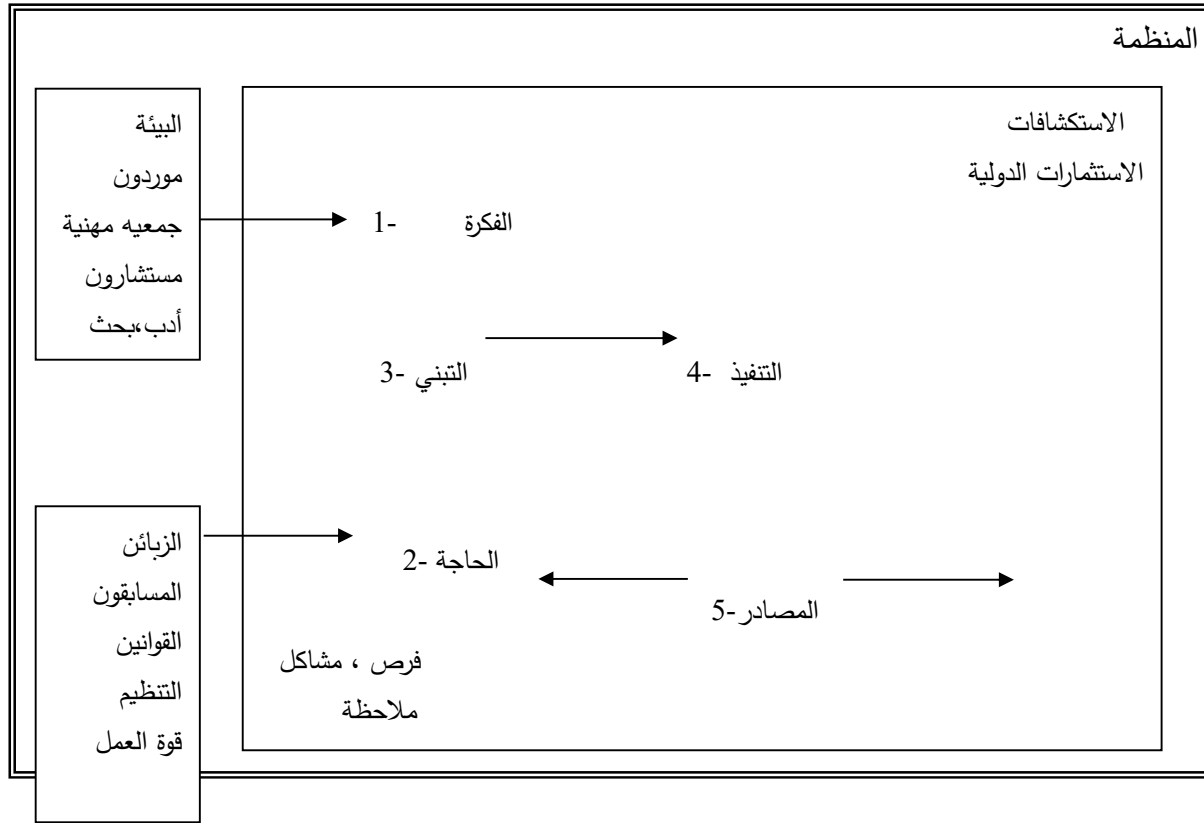 المنظمة
البيئة
موردون
جمعيه مهنية
مستشارون
أدب،بحث
الاستكشافات
الاستثمارات الدولية
1- الفكرة
3- التبني
4- التنفيذ
الزبائن
المسابقون
القوانين
التنظيم
قوة العمل
2- الحاجة
5- المصادر
فرص ، مشاكل
ملاحظة